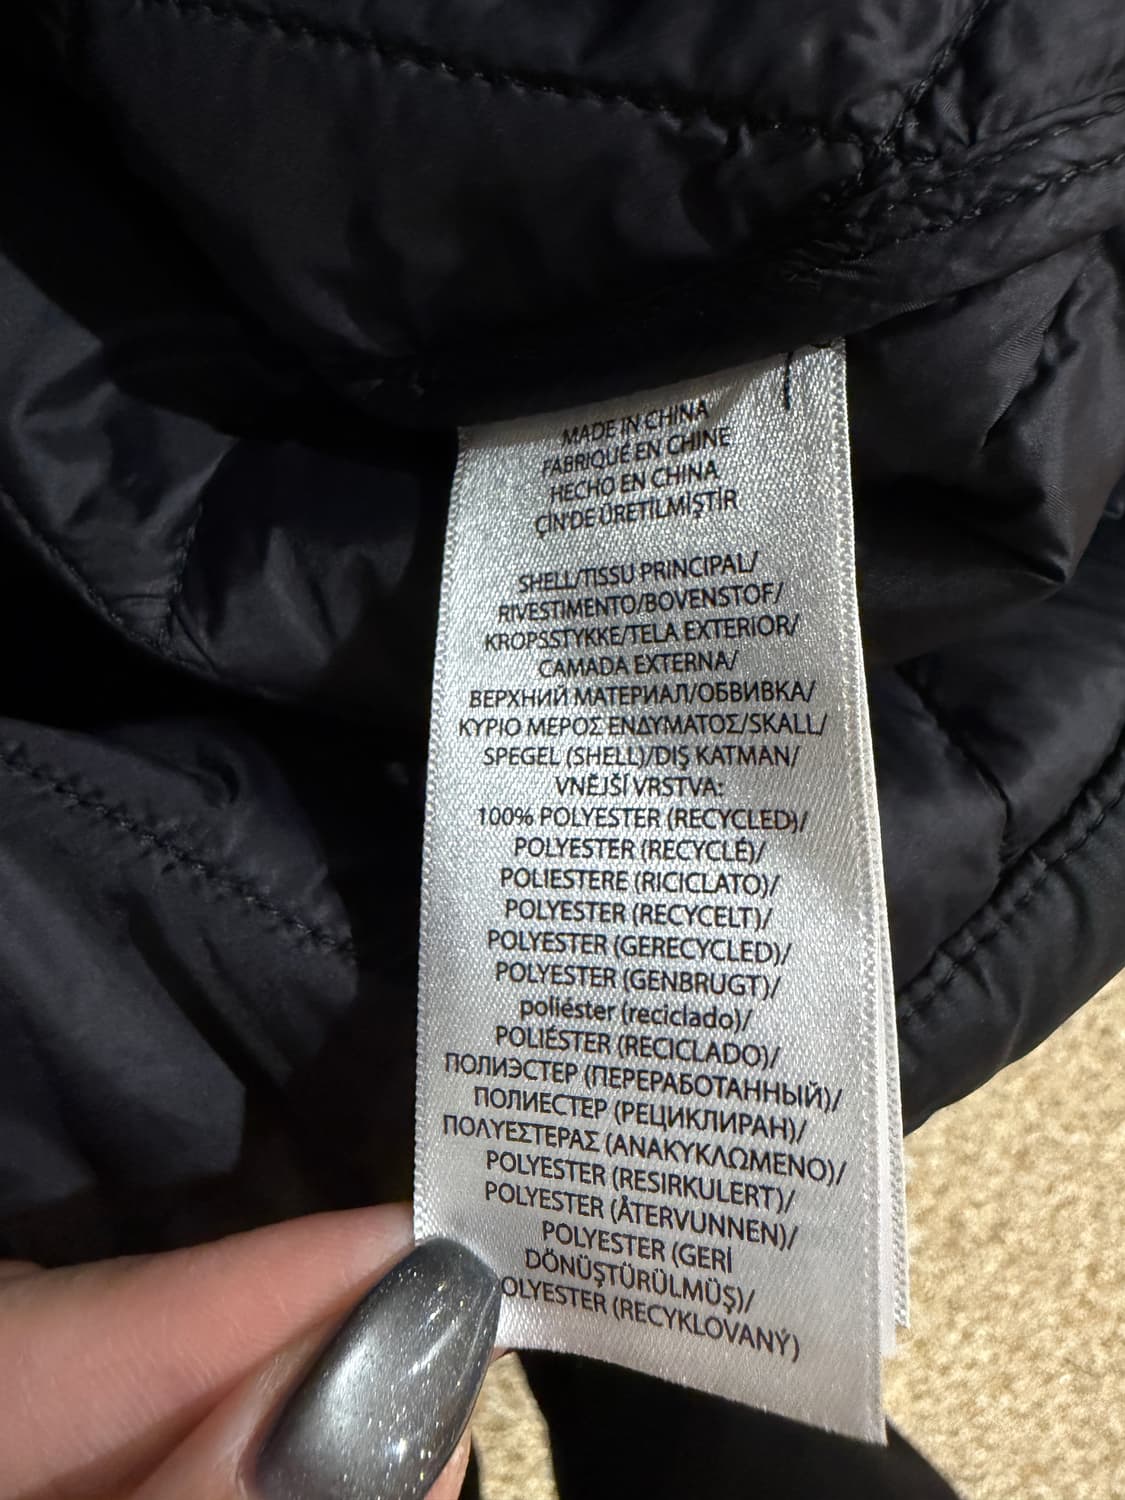 MADE IN CHINA
FABRIQUÉ EN CHINE
HECHO EN CHINA
ÇİN'DE ÜRETİLMİŞTİR
SHELL/TISSU PRINCIPAL/
RIVESTIMENTO/BOVENSTOF/
KROPSSTYKKE/TELA EXTERIOR/
CAMADA EXTERNA/
ВЕРХНИЙ МАТЕРИАЛ/ОБВИВКА/
ΚΥΡΙΟ ΜΕΡΟΣ ΕΝΔΥΜΑΤΟΣ/SKALL/
SPEGEL (SHELL)/DIŞ KATMAN/
VNĚJŠÍ VRSTVA:
100% POLYESTER (RECYCLED)/
POLYESTER (RECYCLÉ)/
POLIESTERE (RICICLATO)/
POLYESTER (RECYCELT)/
POLYESTER (GERECYCLED)/
POLYESTER (GENBRUGT)/
poliéster (reciclado)/
POLIÉSTER (RECICLADO)/
ПОЛИЭСТЕР (ПЕРЕРАБОТАННЫЙ)/
ПОЛИЕСТЕР (РЕЦИКЛИРАН)/
ΠΟΛΥΕΣΤΕΡΑΣ (ΑΝΑΚΥΚΛΩΜΕΝΟ)/
POLYESTER (RESIRKULERT)/
POLYESTER (ÅTERVUNNEN)/
POLYESTER (GERİ
DÖNÜŞTÜRÜLMÜŞ)/
OLYESTER (RECYKLOVANÝ)